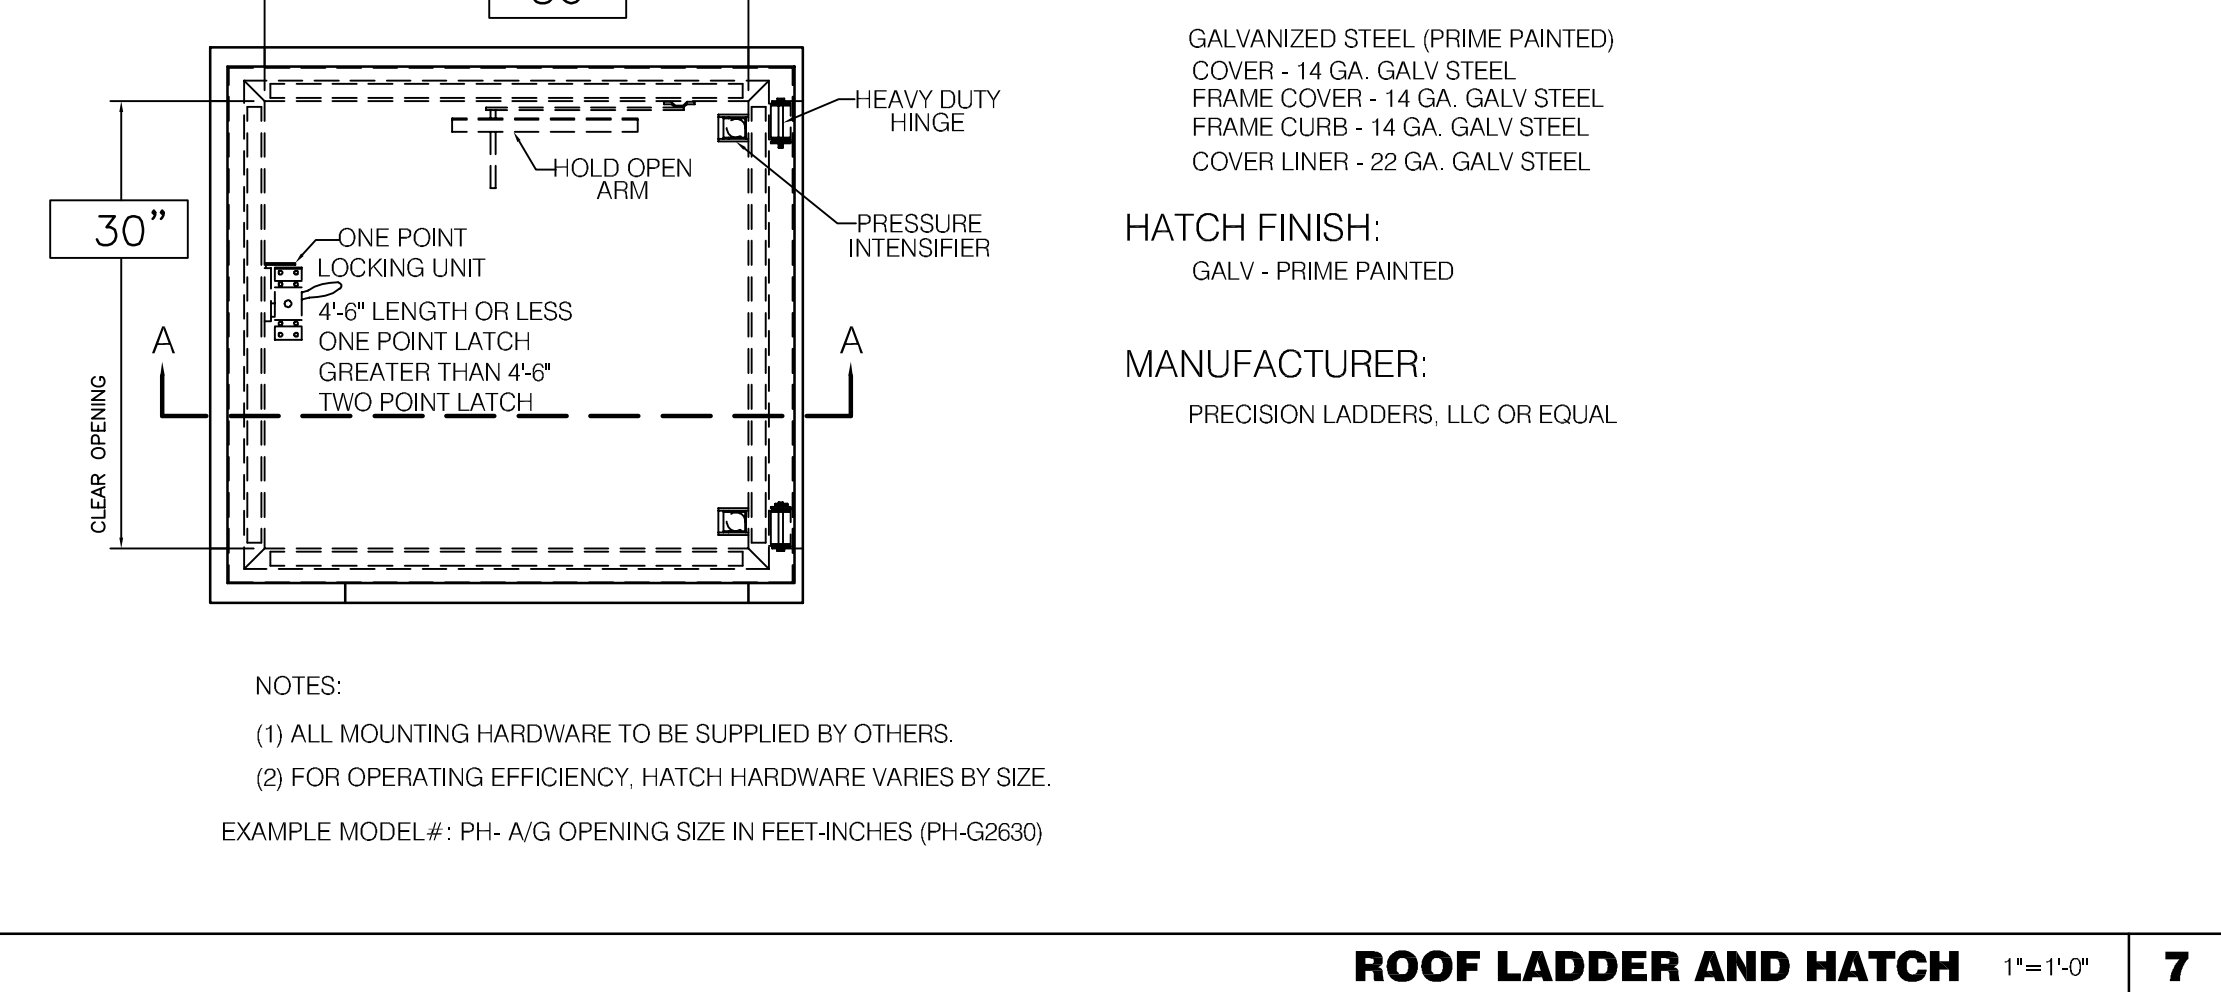 GALVANIZED STEEL (PRIME PAINTED)
COVER - 14 GA. GALV STEEL
FRAME COVER - 14 GA. GALV STEEL
FRAME CURB - 14 GA. GALV STEEL
COVER LINER - 22 GA. GALV STEEL
HATCH FINISH:
GALV - PRIME PAINTED
MANUFACTURER:
PRECISION LADDERS, LLC OR EQUAL
HEAVY DUTY
HINGE
HOLD OPEN
ARM
PRESSURE
INTENSIFIER
30"
ONE POINT
LOCKING UNIT
4'-6" LENGTH OR LESS
ONE POINT LATCH
GREATER THAN 4'-6"
TWO POINT LATCH
A
A
CLEAR OPENING
NOTES:
(1) ALL MOUNTING HARDWARE TO BE SUPPLIED BY OTHERS.
(2) FOR OPERATING EFFICIENCY, HATCH HARDWARE VARIES BY SIZE.
EXAMPLE MODEL#: PH- A/G OPENING SIZE IN FEET-INCHES (PH-G2630)
ROOF LADDER AND HATCH 1"=1'-0" 7